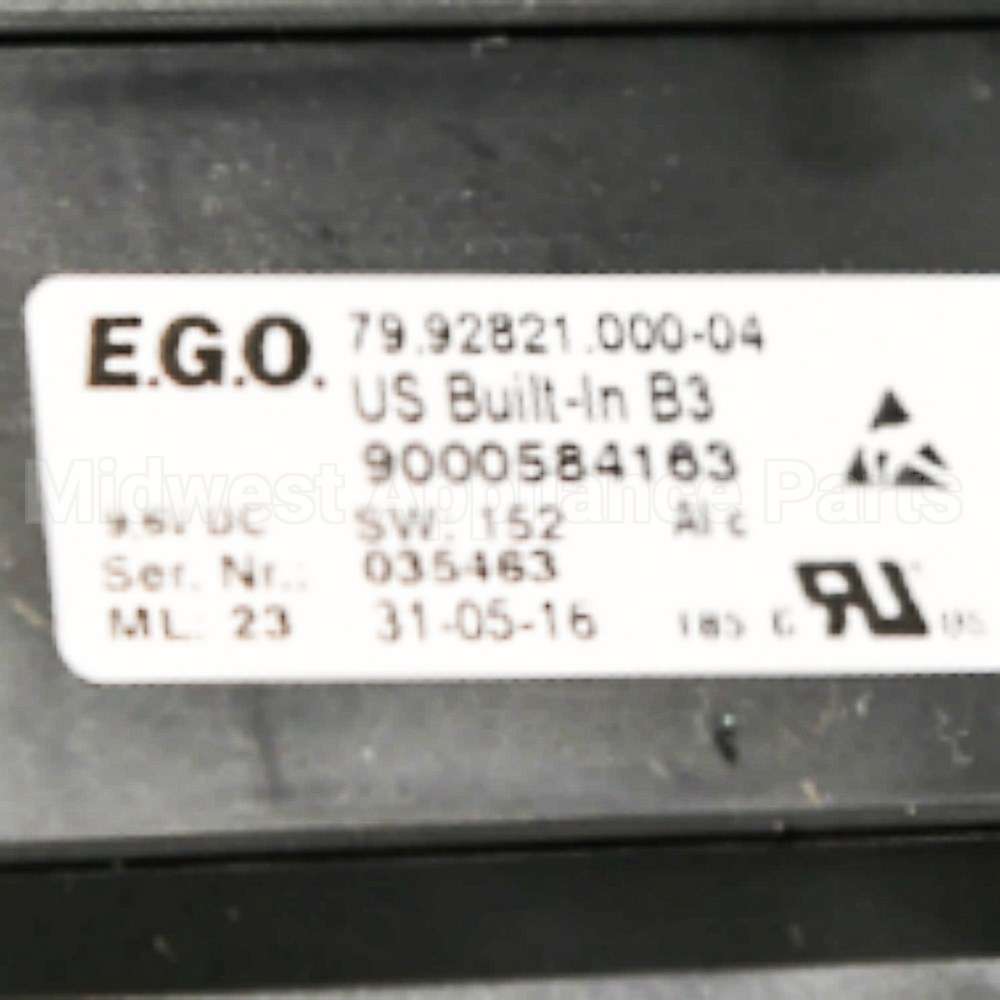 E.G.O. 79.92821.000-04
US Built-In B3
9000584163
Midwest Appliance Parts
SW: 152
Ser. Nr.: 035463
ML: 23 31-05-16